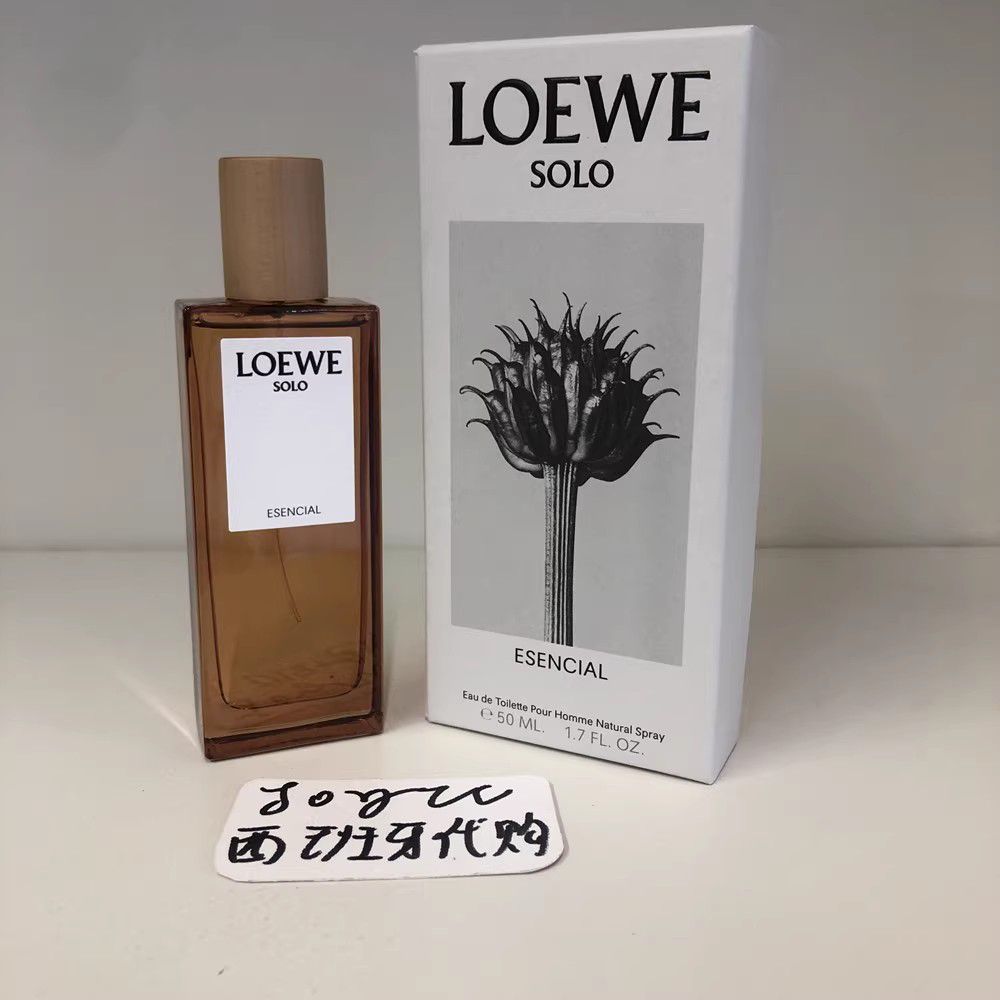 LOEWE
SOLO
ESENCIAL
LOEWE
SOLO
ESENCIAL
Eau de Toilette Pour Homme Natural Spray
℮ 50 ML. 1.7 FL. OZ.
西班牙代购